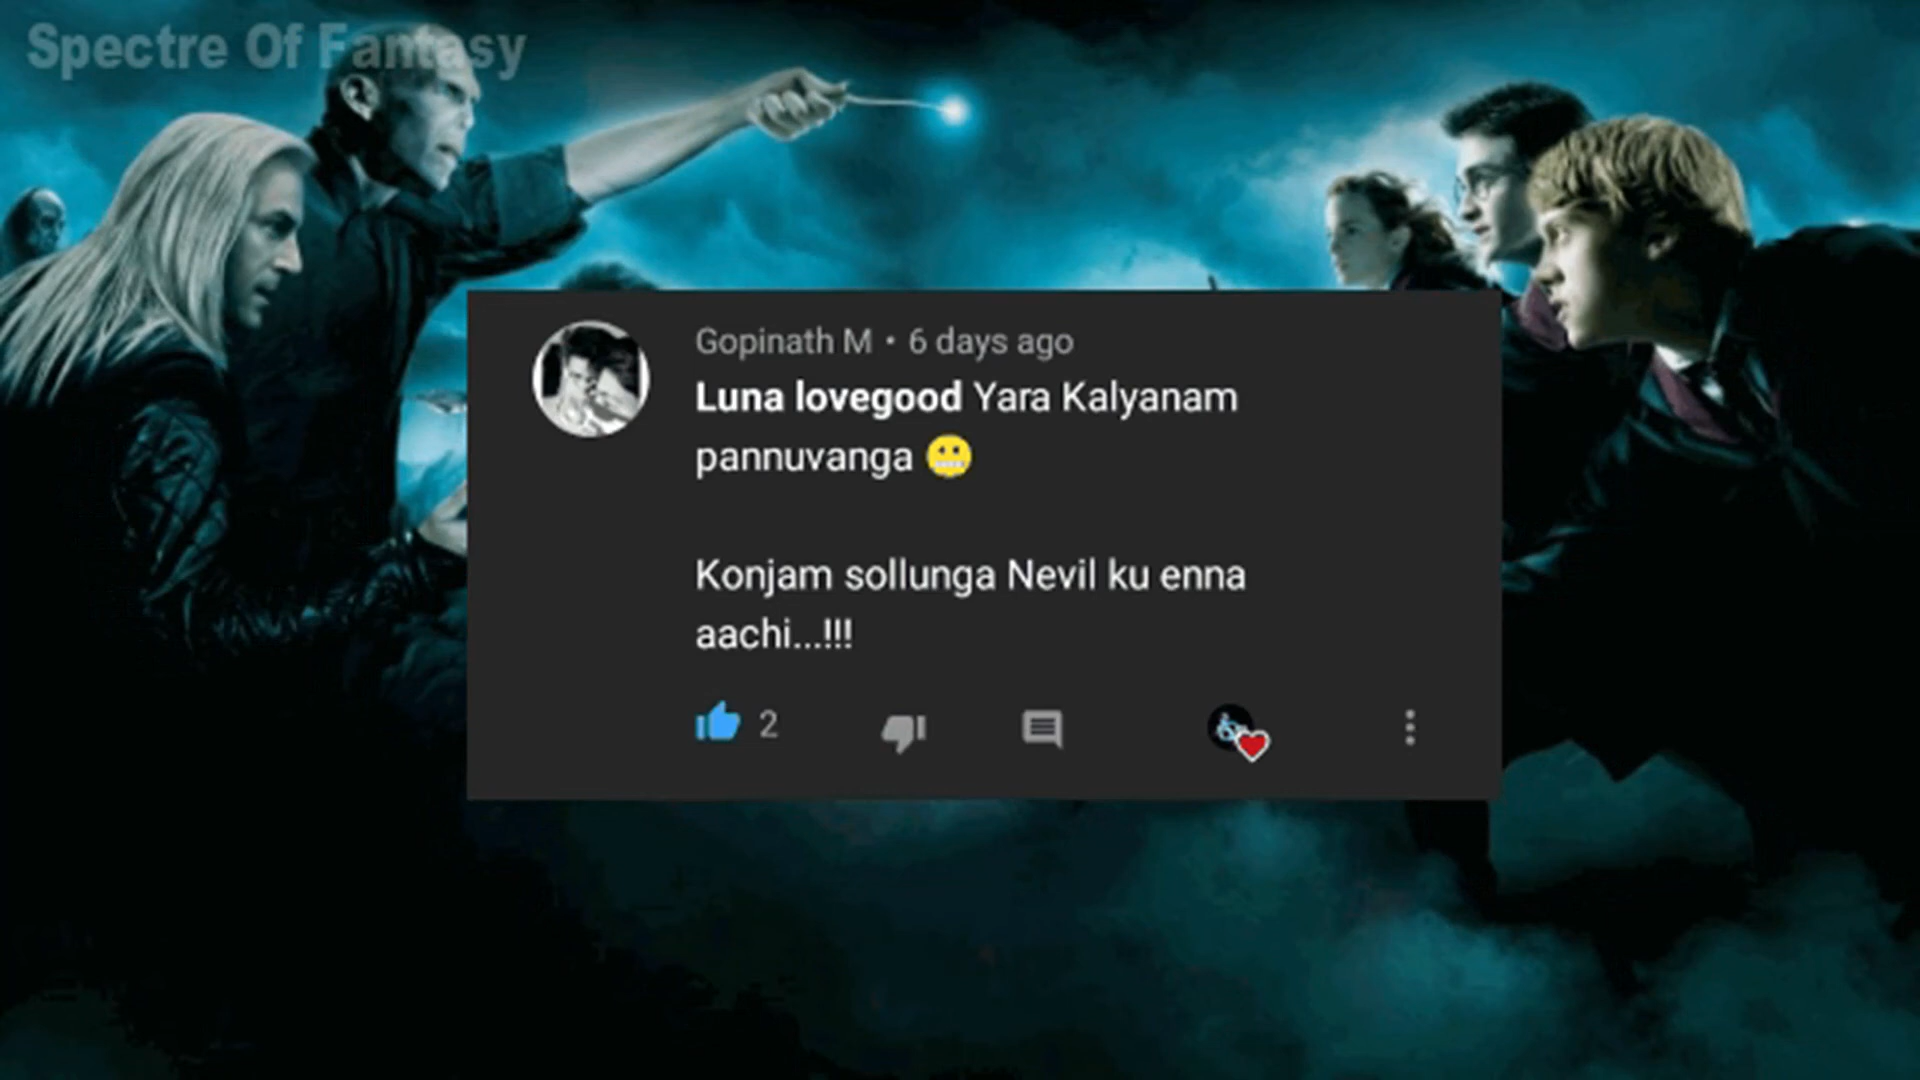 Spectre Of Fantasy
Gopinath M • 6 days ago
Luna lovegood Yara Kalyanam
pannuvanga 😬
Konjam sollunga Nevil ku enna
aachi...!!!
2